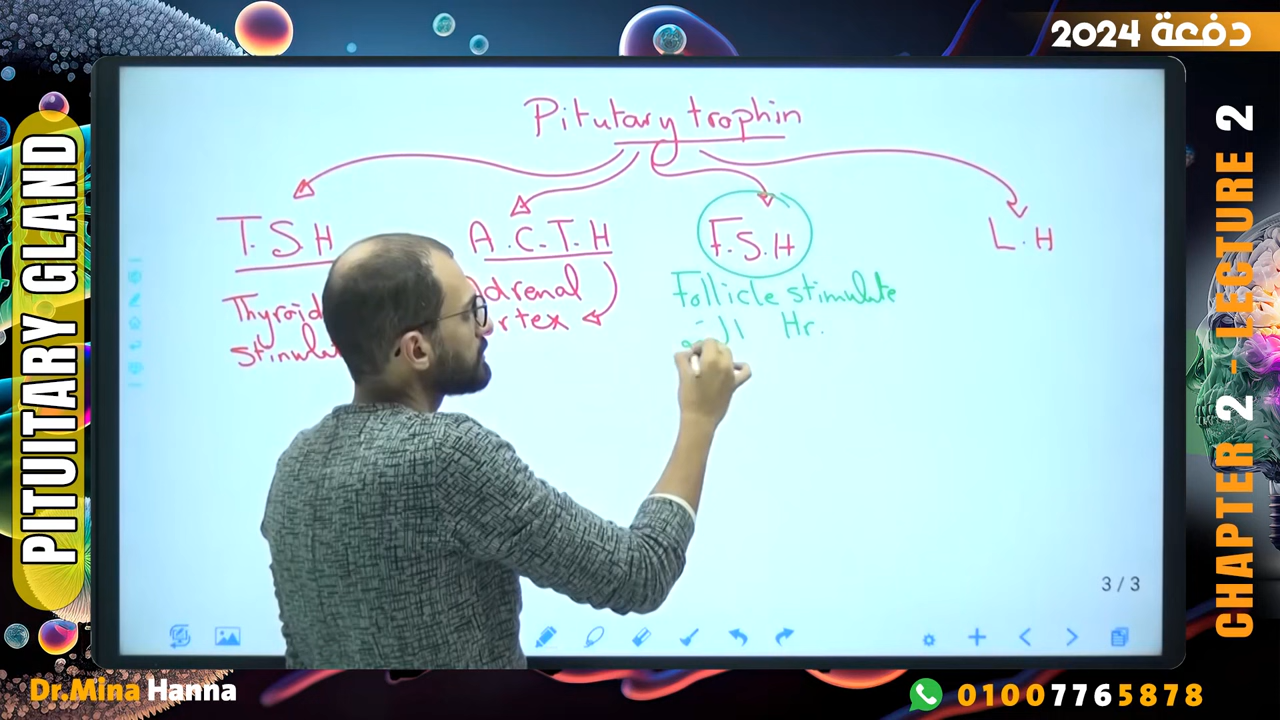 دفعة 2024
PITUITARY GLAND
Pitutary trophin
T.S.H
A.C.T.H
F.S.H
L.H
Thyroid
drenal
rtex
Follicle stimulate
Hr.
3/3
CHAPTER 2 - LECTURE 2
Dr.Mina Hanna
01007765878